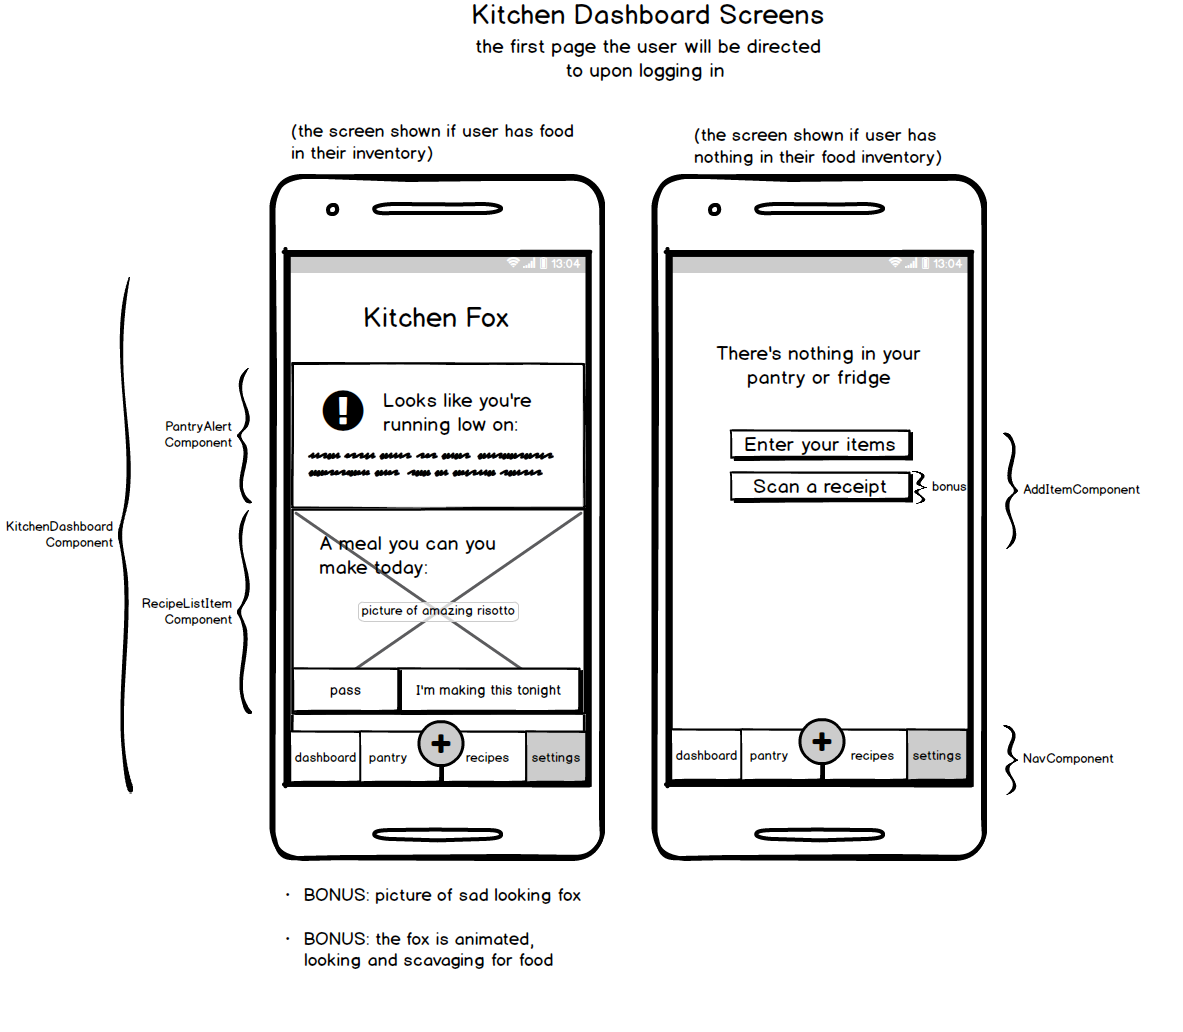 Kitchen Dashboard Screens
the first page the user will be directed
to upon logging in
(the screen shown if user has food
in their inventory)
13:04
Kitchen Fox
Looks like you're
running low on:
A meal you can you
make today:
picture of amazing risotto
pass
I'm making this tonight
dashboard
pantry
recipes
settings
PantryAlert
Component
KitchenDashboard
Component
RecipeListItem
Component
(the screen shown if user has
nothing in their food inventory)
13:04
There's nothing in your
pantry or fridge
Enter your items
Scan a receipt
bonus
AddItemComponent
dashboard
pantry
recipes
settings
NavComponent
· BONUS: picture of sad looking fox
· BONUS: the fox is animated,
looking and scavaging for food